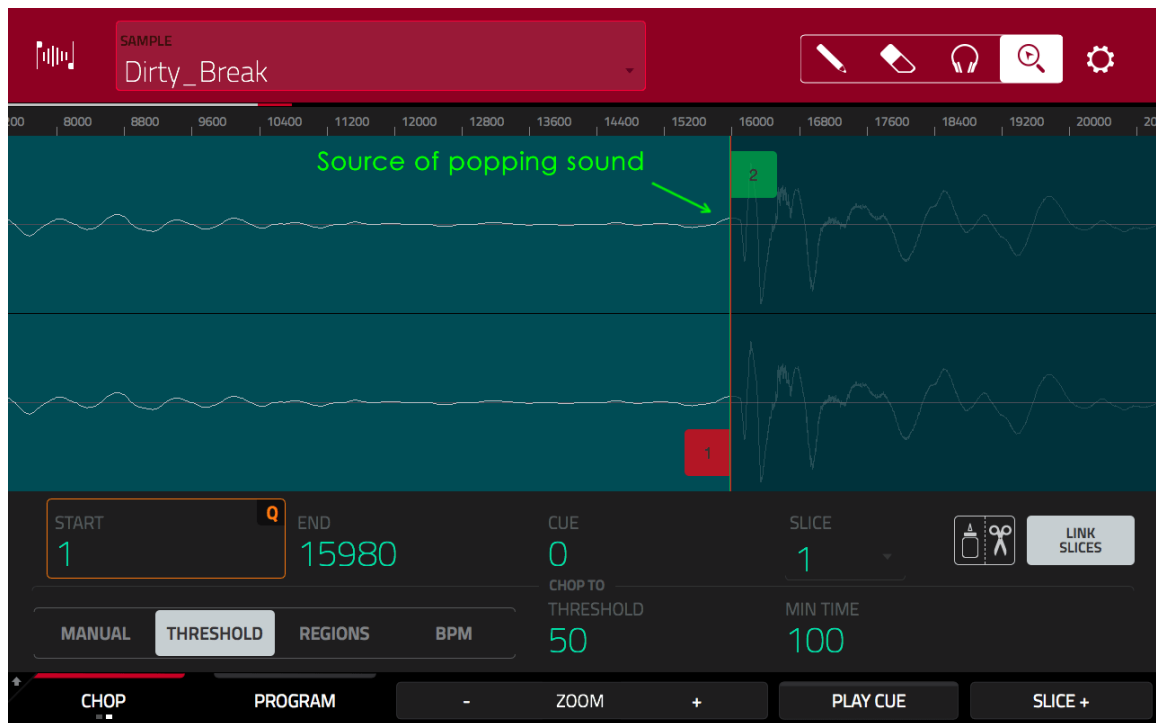 SAMPLE
Dirty_Break
200 8000 8800 9600 10400 11200 12000 12800 13600 14400 15200 16000 16800 17600 18400 19200 20000 20
Source of popping sound
2
1
START Q END CUE SLICE
1 15980 0 1
LINK
SLICES
CHOP TO
THRESHOLD MIN TIME
MANUAL THRESHOLD REGIONS BPM 50 100
CHOP PROGRAM - ZOOM + PLAY CUE SLICE +